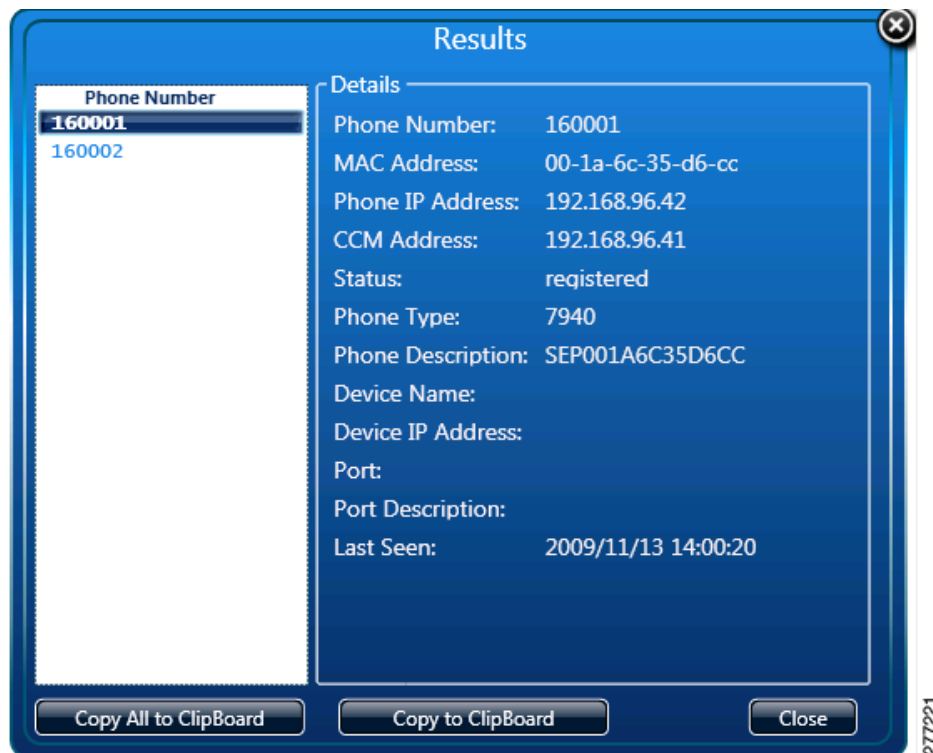 Results
Phone Number
160001
160002
Details
Phone Number: 160001
MAC Address: 00-1a-6c-35-d6-cc
Phone IP Address: 192.168.96.42
CCM Address: 192.168.96.41
Status: registered
Phone Type: 7940
Phone Description: SEP001A6C35D6CC
Device Name:
Device IP Address:
Port:
Port Description:
Last Seen: 2009/11/13 14:00:20
Copy All to ClipBoard
Copy to ClipBoard
Close
277221